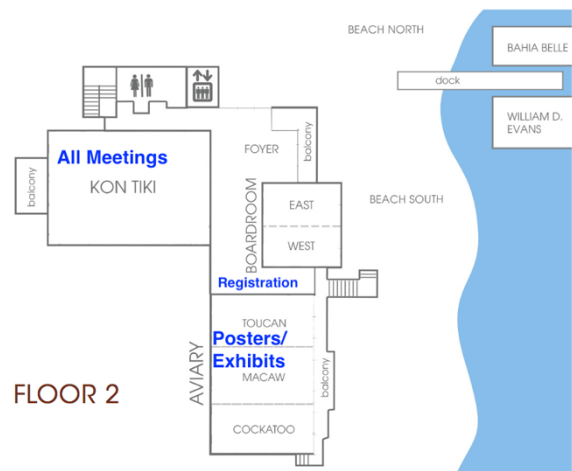 BEACH NORTH
BAHIA BELLE
dock
WILLIAM D.
EVANS
FOYER
balcony
All Meetings
KON TIKI
balcony
BOARDROOM
EAST
WEST
BEACH SOUTH
Registration
TOUCAN
Posters/
Exhibits
MACAW
AVIARY
balcony
FLOOR 2
COCKATOO